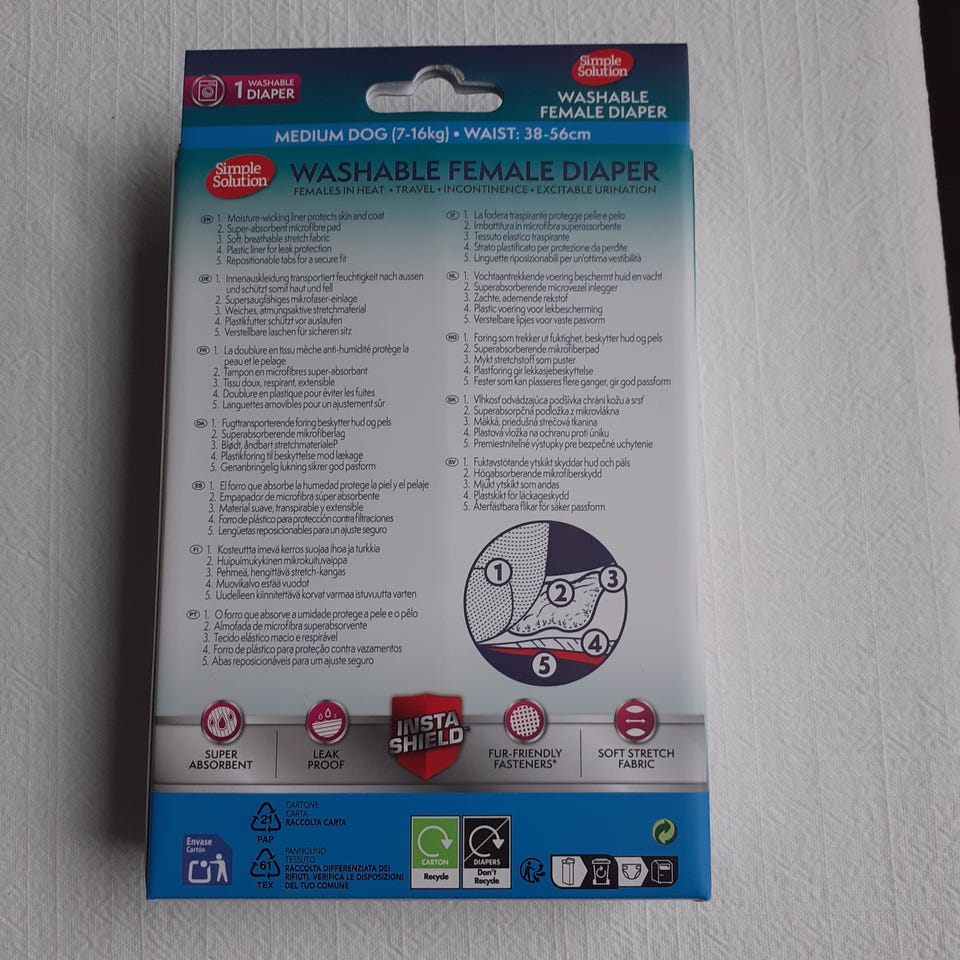 1 WASHABLE
DIAPER
Simple
Solution
WASHABLE
FEMALE DIAPER
MEDIUM DOG (7-16kg) • WAIST: 38-56cm
Simple
Solution
WASHABLE FEMALE DIAPER
FEMALES IN HEAT • TRAVEL • INCONTINENCE • EXCITABLE URINATION
EN 1. Moisture-wicking liner protects skin and coat
2. Super-absorbent microfibre pad
3. Soft, breathable stretch fabric
4. Plastic liner for leak protection
5. Repositionable tabs for a secure fit
DE 1. Innenauskleidung transportiert feuchtigkeit nach aussen
und schützt somit haut und fell
2. Supersaugfähiges mikrofaser-einlage
3. Weiches, atmungsaktive stretchmaterial
4. Plastikfutter schützt vor auslaufen
5. Verstellbare laschen für sicheren sitz
FR 1. La doublure en tissu mèche anti-humidité protège la
peau et le pelage
2. Tampon en microfibres super-absorbant
3. Tissu doux, respirant, extensible
4. Doublure en plastique pour éviter les fuites
5. Languettes amovibles pour un ajustement sûr
DA 1. Fugttransporterende foring beskytter hud og pels
2. Superabsorberende mikrofiberlag
3. Blødt, åndbart stretchmaterialeP
4. Plastikforing til beskyttelse mod lækage
5. Genanbringelig lukning sikrer god pasform
ES 1. El forro que absorbe la humedad protege la piel y el pelaje
2. Empapador de microfibra súper absorbente
3. Material suave, transpirable y extensible
4. Forro de plástico para protección contra filtraciones
5. Lengüetas reposicionables para un ajuste seguro
FI 1. Kosteuttta imevä kerros suojaa ihoa ja turkkia
2. Huipuimukykinen mikrokuituvaippa
3. Pehmeä, hengittävä stretch-kangas
4. Muovikalvo estää vuodot
5. Uudelleen kiinnitettävä korvat varmaa istuvuutta varten
PT 1. O forro que absorve a umidade protege a pele e o pêlo
2. Almofada de microfibra superabsorvente
3. Tecido elástico macio e respirável
4. Forro de plástico para proteção contra vazamentos
5. Abas reposicionáveis para um ajuste seguro
IT 1. La fodera traspirante protegge pelle e pelo
2. Imbottitura in microfibra superassorbente
3. Tessuto elastico traspirante
4. Strato plastificato per protezione da perdite
5. Linguette riposizionabili per un'ottima vestibilità
NL 1. Vochtaantrekkende voering beschermt huid en vacht
2. Superabsorberende microvezel inlegger
3. Zachte, ademende rekstof
4. Plastic voering voor lekbescherming
5. Verstelbare lipjes voor vaste pasvorm
NO 1. Foring som trekker ut fuktighet, beskytter hud og pels
2. Superabsorberende mikrofiberpad
3. Mykt stretchstoff som puster
4. Plastforing gir lekkasjebeskyttelse
5. Fester som kan plasseres flere ganger, gir god passform
SK 1. Vlhkosť odvádzajúca podšívka chráni kožu a srsť
2. Superabsorpčná podložka z mikrovlákna
3. Mäkká, priedušná strečová tkanina
4. Plastová vložka na ochranu proti úniku
5. Premiestniteľné výstupky pre bezpečné uchytenie
SV 1. Fuktavstötande ytskikt skyddar hud och päls
2. Högabsorberande mikrofiberskydd
3. Mjukt ytskikt som andas
4. Plastskikt för läckageskydd
5. Återfästbara flikar för säker passform
1
2
3
4
5
SUPER
ABSORBENT
LEAK
PROOF
INSTA
SHIELD™
FUR-FRIENDLY
FASTENERS*
SOFT STRETCH
FABRIC
Envase
Cartón
21
PAP
CARTONE
CARTA
RACCOLTA CARTA
61
TEX
PANNOLINO
TESSUTO
RACCOLTA DIFFERENZIATA DEI
RIFIUTI. VERIFICA LE DISPOSIZIONI
DEL TUO COMUNE
CARTON
Recycle
DIAPERS
Don't
Recycle